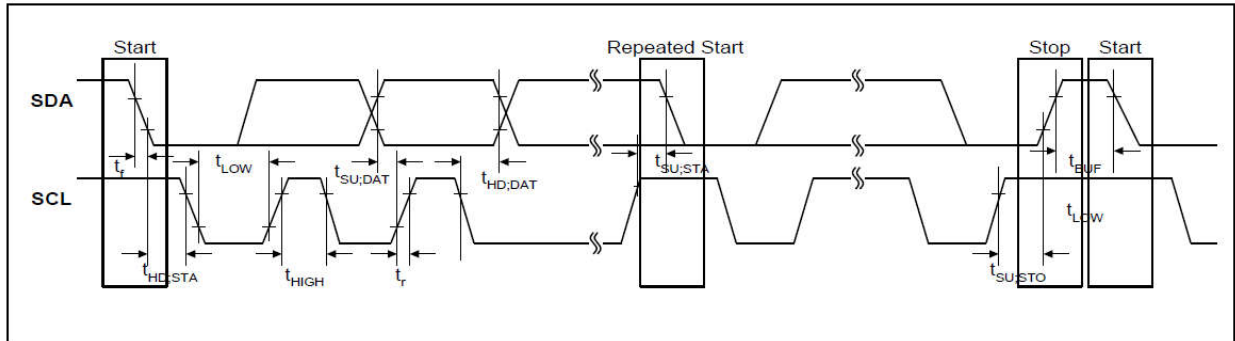 Start Repeated Start Stop Start
SDA
t_f t_LOW t_SU;DAT t_HD;DAT t_SU;STA t_BUF
SCL t_LOW
t_HD;STA t_HIGH t_r t_SU;STO